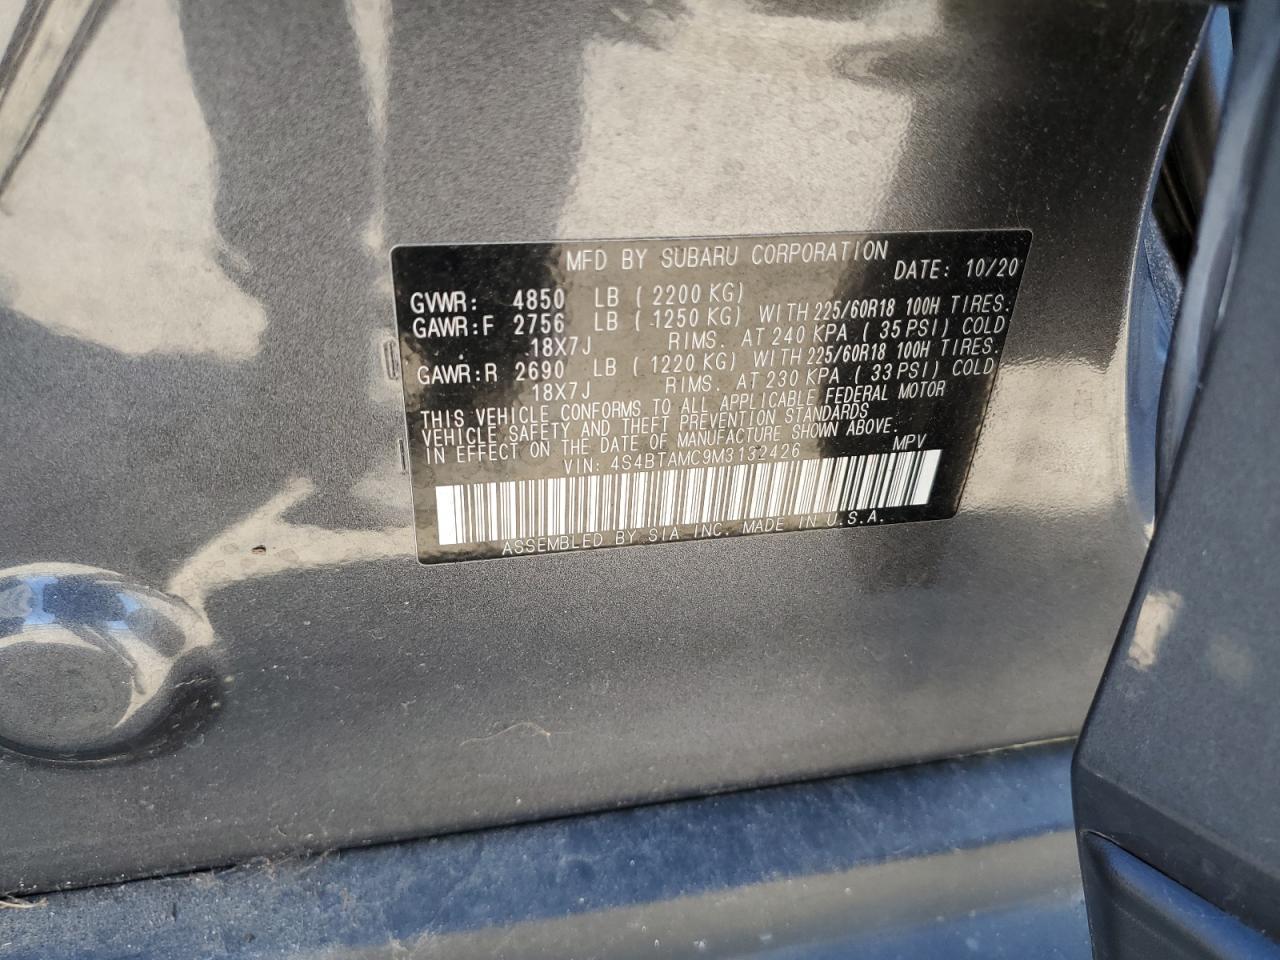 MFD BY SUBARU CORPORATION
DATE: 10/20
GVWR: 4850 LB (2200 KG)
GAWR:F 2756 LB (1250 KG) WITH 225/60R18 100H TIRES.
18X7J RIMS. AT 240 KPA (35 PSI) COLD
GAWR:R 2690 LB (1220 KG) WITH 225/60R18 100H TIRES.
18X7J RIMS. AT 230 KPA (33 PSI) COLD
THIS VEHICLE CONFORMS TO ALL APPLICABLE FEDERAL MOTOR
VEHICLE SAFETY AND THEFT PREVENTION STANDARDS
IN EFFECT ON THE DATE OF MANUFACTURE SHOWN ABOVE.
VIN: 4S4BTAMC9M3132426 MPV
ASSEMBLED BY SIA INC. MADE IN U.S.A.